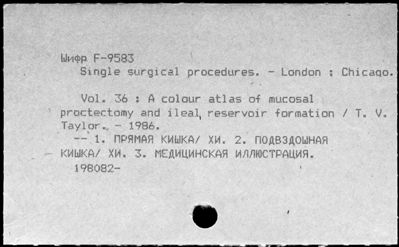 Шифр F-9583
Single surgical procedures. - London : Chicago.
Vol. 36 : A colour atlas of mucosal
proctectomy and ileal reservoir formation / T. V.
Taylor. - 1986.
-- 1. ПРЯМАЯ КИШКА/ ХИ. 2. ПОДВЗДОШНАЯ
КИШКА/ ХИ. 3. МЕДИЦИНСКАЯ ИЛЛЮСТРАЦИЯ.
198082-